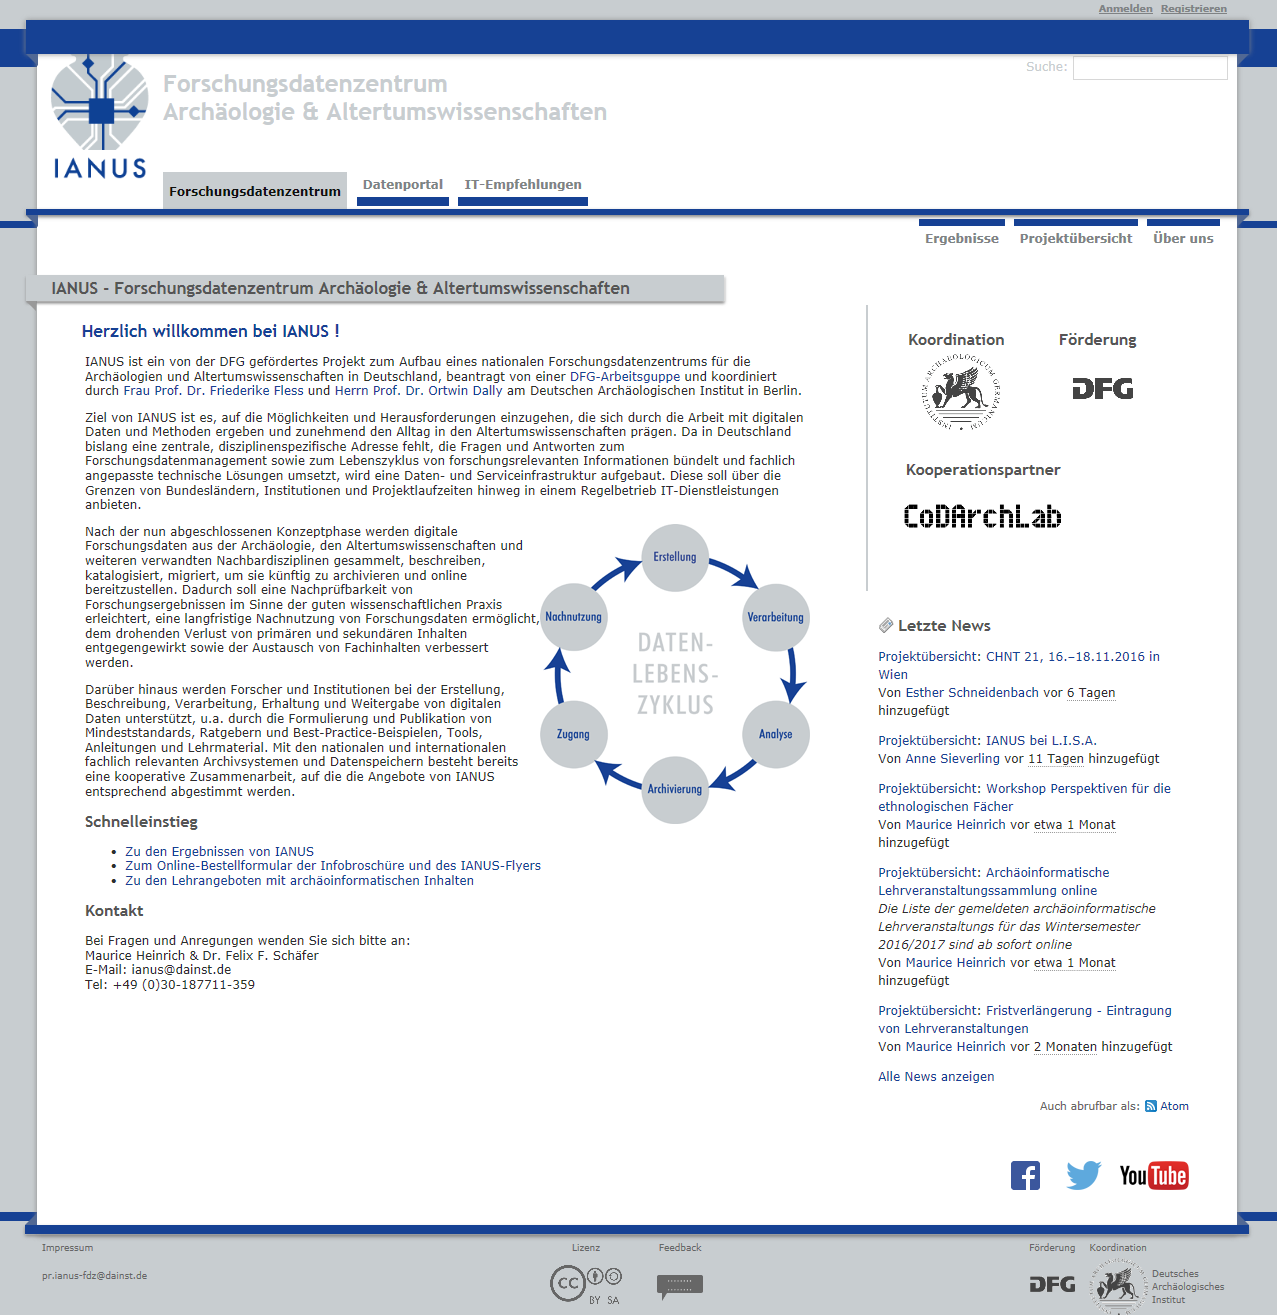 Anmelden Registrieren
Suche:
Forschungsdatenzentrum
Archäologie & Altertumswissenschaften
IANUS
Forschungsdatenzentrum
Datenportal
IT-Empfehlungen
Ergebnisse
Projektübersicht
Über uns
IANUS - Forschungsdatenzentrum Archäologie & Altertumswissenschaften
Herzlich willkommen bei IANUS !
IANUS ist ein von der DFG gefördertes Projekt zum Aufbau eines nationalen Forschungsdatenzentrums für die
Archäologien und Altertumswissenschaften in Deutschland, beantragt von einer DFG-Arbeitsguppe und koordiniert
durch Frau Prof. Dr. Friederike Fless und Herrn Prof. Dr. Ortwin Dally am Deutschen Archäologischen Institut in Berlin.
Ziel von IANUS ist es, auf die Möglichkeiten und Herausforderungen einzugehen, die sich durch die Arbeit mit digitalen
Daten und Methoden ergeben und zunehmend den Alltag in den Altertumswissenschaften prägen. Da in Deutschland
bislang eine zentrale, disziplinenspezifische Adresse fehlt, die Fragen und Antworten zum
Forschungsdatenmanagement sowie zum Lebenszyklus von forschungsrelevanten Informationen bündelt und fachlich
angepasste technische Lösungen umsetzt, wird eine Daten- und Serviceinfrastruktur aufgebaut. Diese soll über die
Grenzen von Bundesländern, Institutionen und Projektlaufzeiten hinweg in einem Regelbetrieb IT-Dienstleistungen
anbieten.
Nach der nun abgeschlossenen Konzeptphase werden digitale
Forschungsdaten aus der Archäologie, den Altertumswissenschaften und
weiteren verwandten Nachbardisziplinen gesammelt, beschreiben,
katalogisiert, migriert, um sie künftig zu archivieren und online
bereitzustellen. Dadurch soll eine Nachprüfbarkeit von
Forschungsergebnissen im Sinne der guten wissenschaftlichen Praxis
erleichtert, eine langfristige Nachnutzung von Forschungsdaten ermöglicht,
dem drohenden Verlust von primären und sekundären Inhalten
entgegengewirkt sowie der Austausch von Fachinhalten verbessert
werden.
Darüber hinaus werden Forscher und Institutionen bei der Erstellung,
Beschreibung, Verarbeitung, Erhaltung und Weitergabe von digitalen
Daten unterstützt, u.a. durch die Formulierung und Publikation von
Mindeststandards, Ratgebern und Best-Practice-Beispielen, Tools,
Anleitungen und Lehrmaterial. Mit den nationalen und internationalen
fachlich relevanten Archivsystemen und Datenspeichern besteht bereits
eine kooperative Zusammenarbeit, auf die die Angebote von IANUS
entsprechend abgestimmt werden.
Erstellung
Verarbeitung
Analyse
Archivierung
Zugang
Nachnutzung
DATEN-
LEBENS-
ZYKLUS
Schnelleinstieg
• Zu den Ergebnissen von IANUS
• Zum Online-Bestellformular der Infobroschüre und des IANUS-Flyers
• Zu den Lehrangeboten mit archäoinformatischen Inhalten
Kontakt
Bei Fragen und Anregungen wenden Sie sich bitte an:
Maurice Heinrich & Dr. Felix F. Schäfer
E-Mail: ianus@dainst.de
Tel: +49 (0)30-187711-359
Koordination
Förderung
INSTITUTUM ARCHAEOLOGICUM GERMANICUM
DFG
Kooperationspartner
CoDArchLab
Letzte News
Projektübersicht: CHNT 21, 16.–18.11.2016 in
Wien
Von Esther Schneidenbach vor 6 Tagen
hinzugefügt
Projektübersicht: IANUS bei L.I.S.A.
Von Anne Sieverling vor 11 Tagen hinzugefügt
Projektübersicht: Workshop Perspektiven für die
ethnologischen Fächer
Von Maurice Heinrich vor etwa 1 Monat
hinzugefügt
Projektübersicht: Archäoinformatische
Lehrveranstaltungssammlung online
Die Liste der gemeldeten archäoinformatische
Lehrveranstaltungs für das Wintersemester
2016/2017 sind ab sofort online
Von Maurice Heinrich vor etwa 1 Monat
hinzugefügt
Projektübersicht: Fristverlängerung - Eintragung
von Lehrveranstaltungen
Von Maurice Heinrich vor 2 Monaten hinzugefügt
Alle News anzeigen
Auch abrufbar als: Atom
YouTube
Impressum
pr.ianus-fdz@dainst.de
Lizenz
cc
BY SA
Feedback
Förderung
DFG
Koordination
Deutsches
Archäologisches
Institut